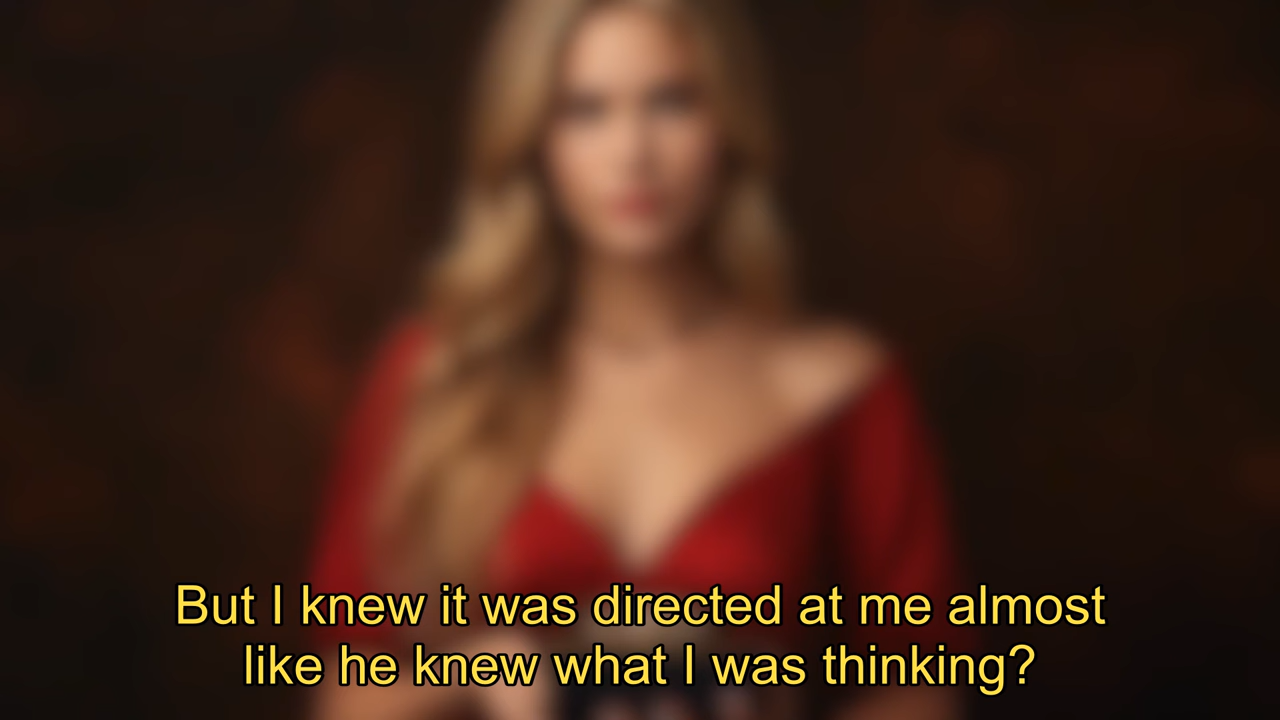 But I knew it was directed at me almost
like he knew what I was thinking?